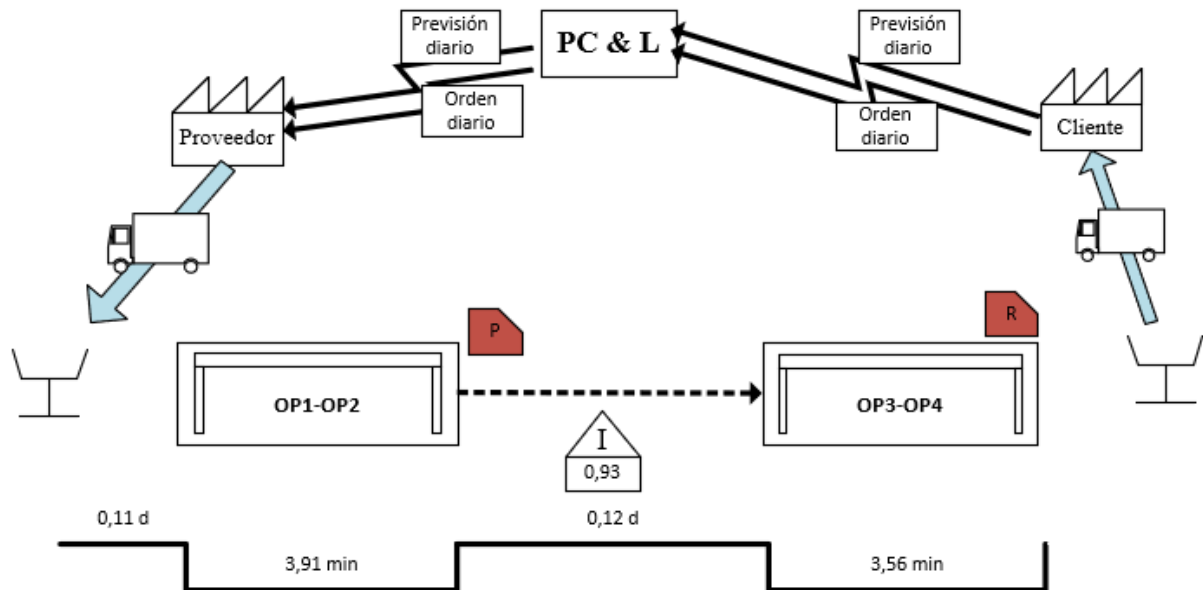 Previsión
diario
PC & L
Previsión
diario
Orden
diario
Orden
diario
Proveedor
Cliente
P
R
OP1-OP2
OP3-OP4
I
0,93
0,11 d
0,12 d
3,91 min
3,56 min